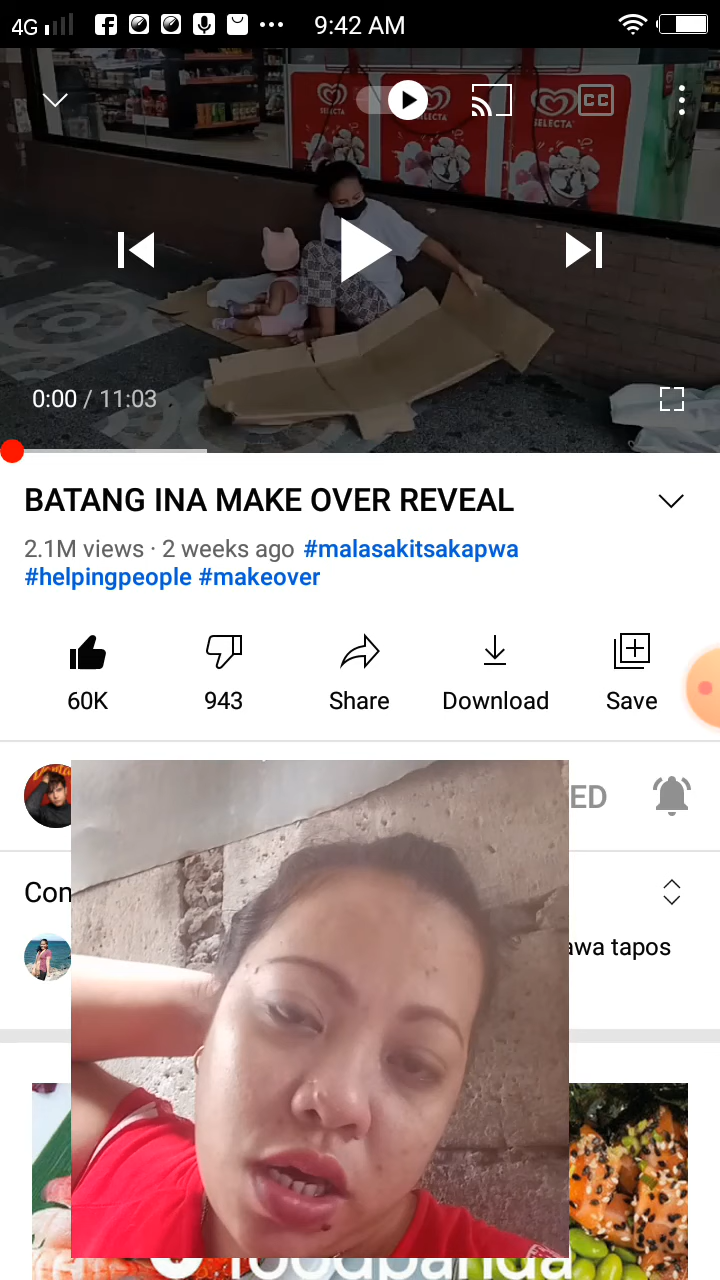 4G 9:42 AM
SELECTA SELECTA SELECTA
CC
0:00 / 11:03
BATANG INA MAKE OVER REVEAL
2.1M views · 2 weeks ago #malasakitsakapwa
#helpingpeople #makeover
60K 943 Share Download Save
ED
Con
awa tapos
foodpanda